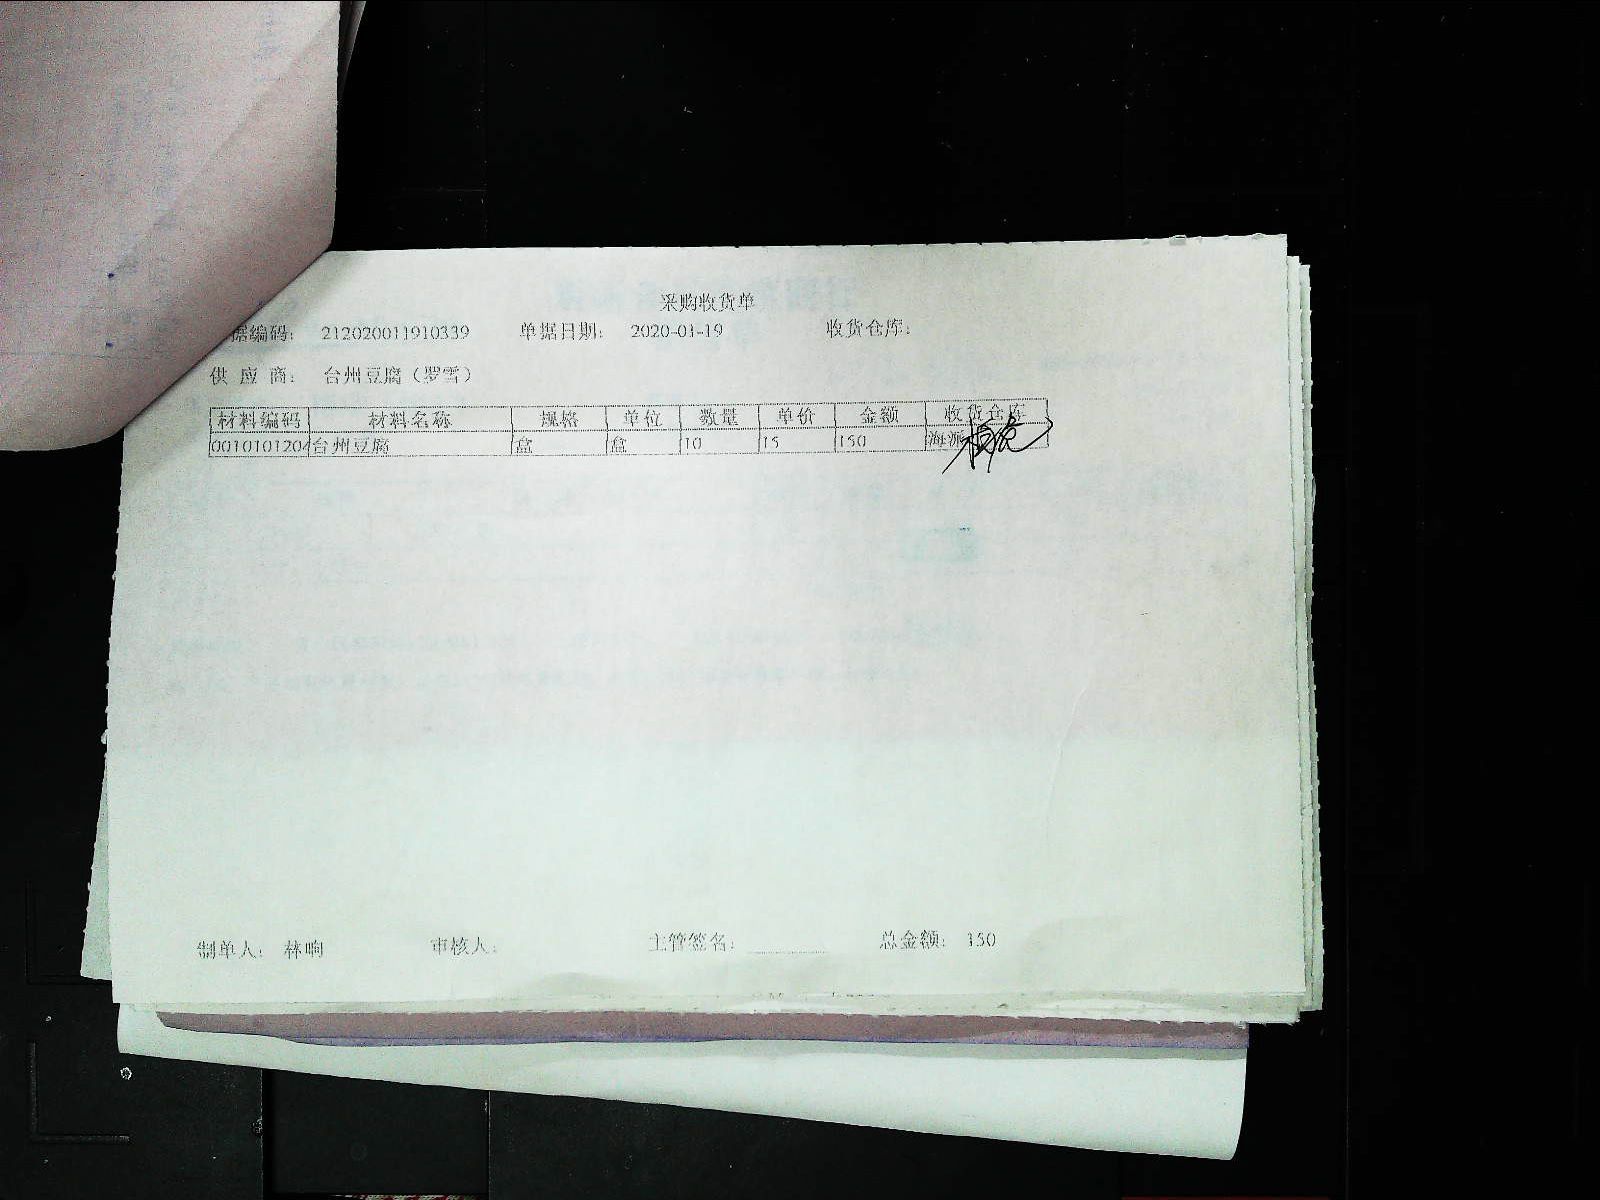 采购收货单
据编码: 212020011910339 单据日期: 2020-01-19 收货仓库:
供应商: 台州豆腐(罗雪)
材料编码 材料名称 规格 单位 数量 单价 金额 收货仓库
0010101204 台州豆腐 盒 盒 10 15 150 海派
制单人: 林响 审核人: 主管签名: 总金额: 150